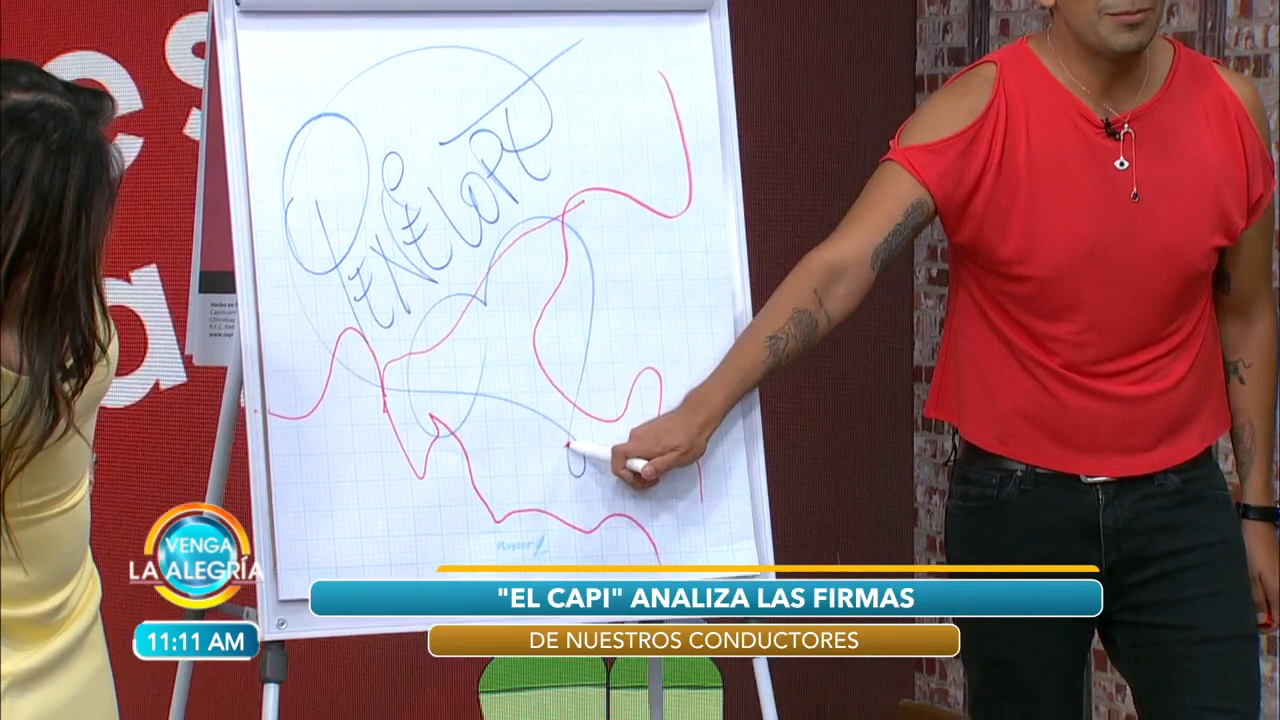 PENELOPE
VENGA
LA ALEGRÍA
11:11 AM
"EL CAPI" ANALIZA LAS FIRMAS
DE NUESTROS CONDUCTORES